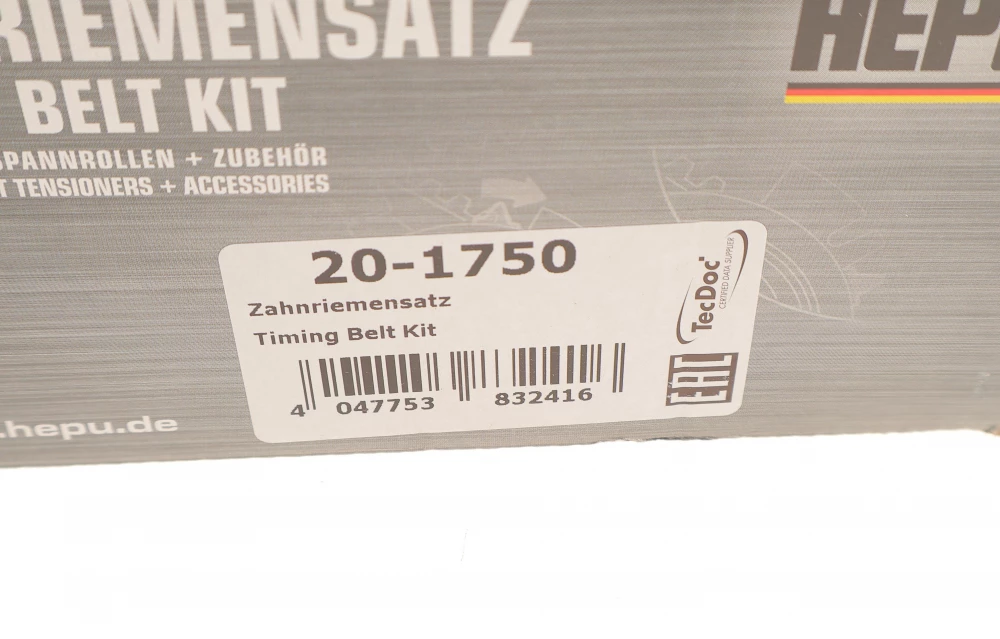 RIEMENSATZ
HEPU
BELT KIT
SPANNROLLEN + ZUBEHÖR
T TENSIONERS + ACCESSORIES
20-1750
Zahnriemensatz
Timing Belt Kit
4 047753 832416
TecDoc
CERTIFIED DATA SUPPLIER
EAC
.hepu.de